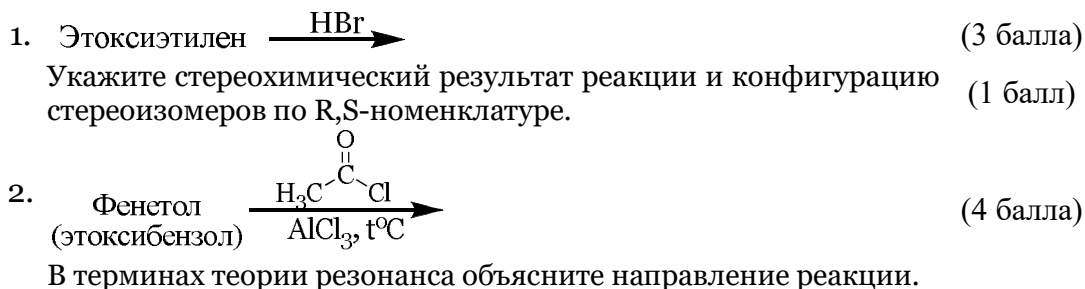 1. Этоксиэтилен HBr (3 балла)
Укажите стереохимический результат реакции и конфигурацию
стереоизомеров по R,S-номенклатуре. (1 балл)
O
H₃C C Cl
2. Фенетол (этоксибензол) AlCl₃, tºC (4 балла)
В терминах теории резонанса объясните направление реакции.